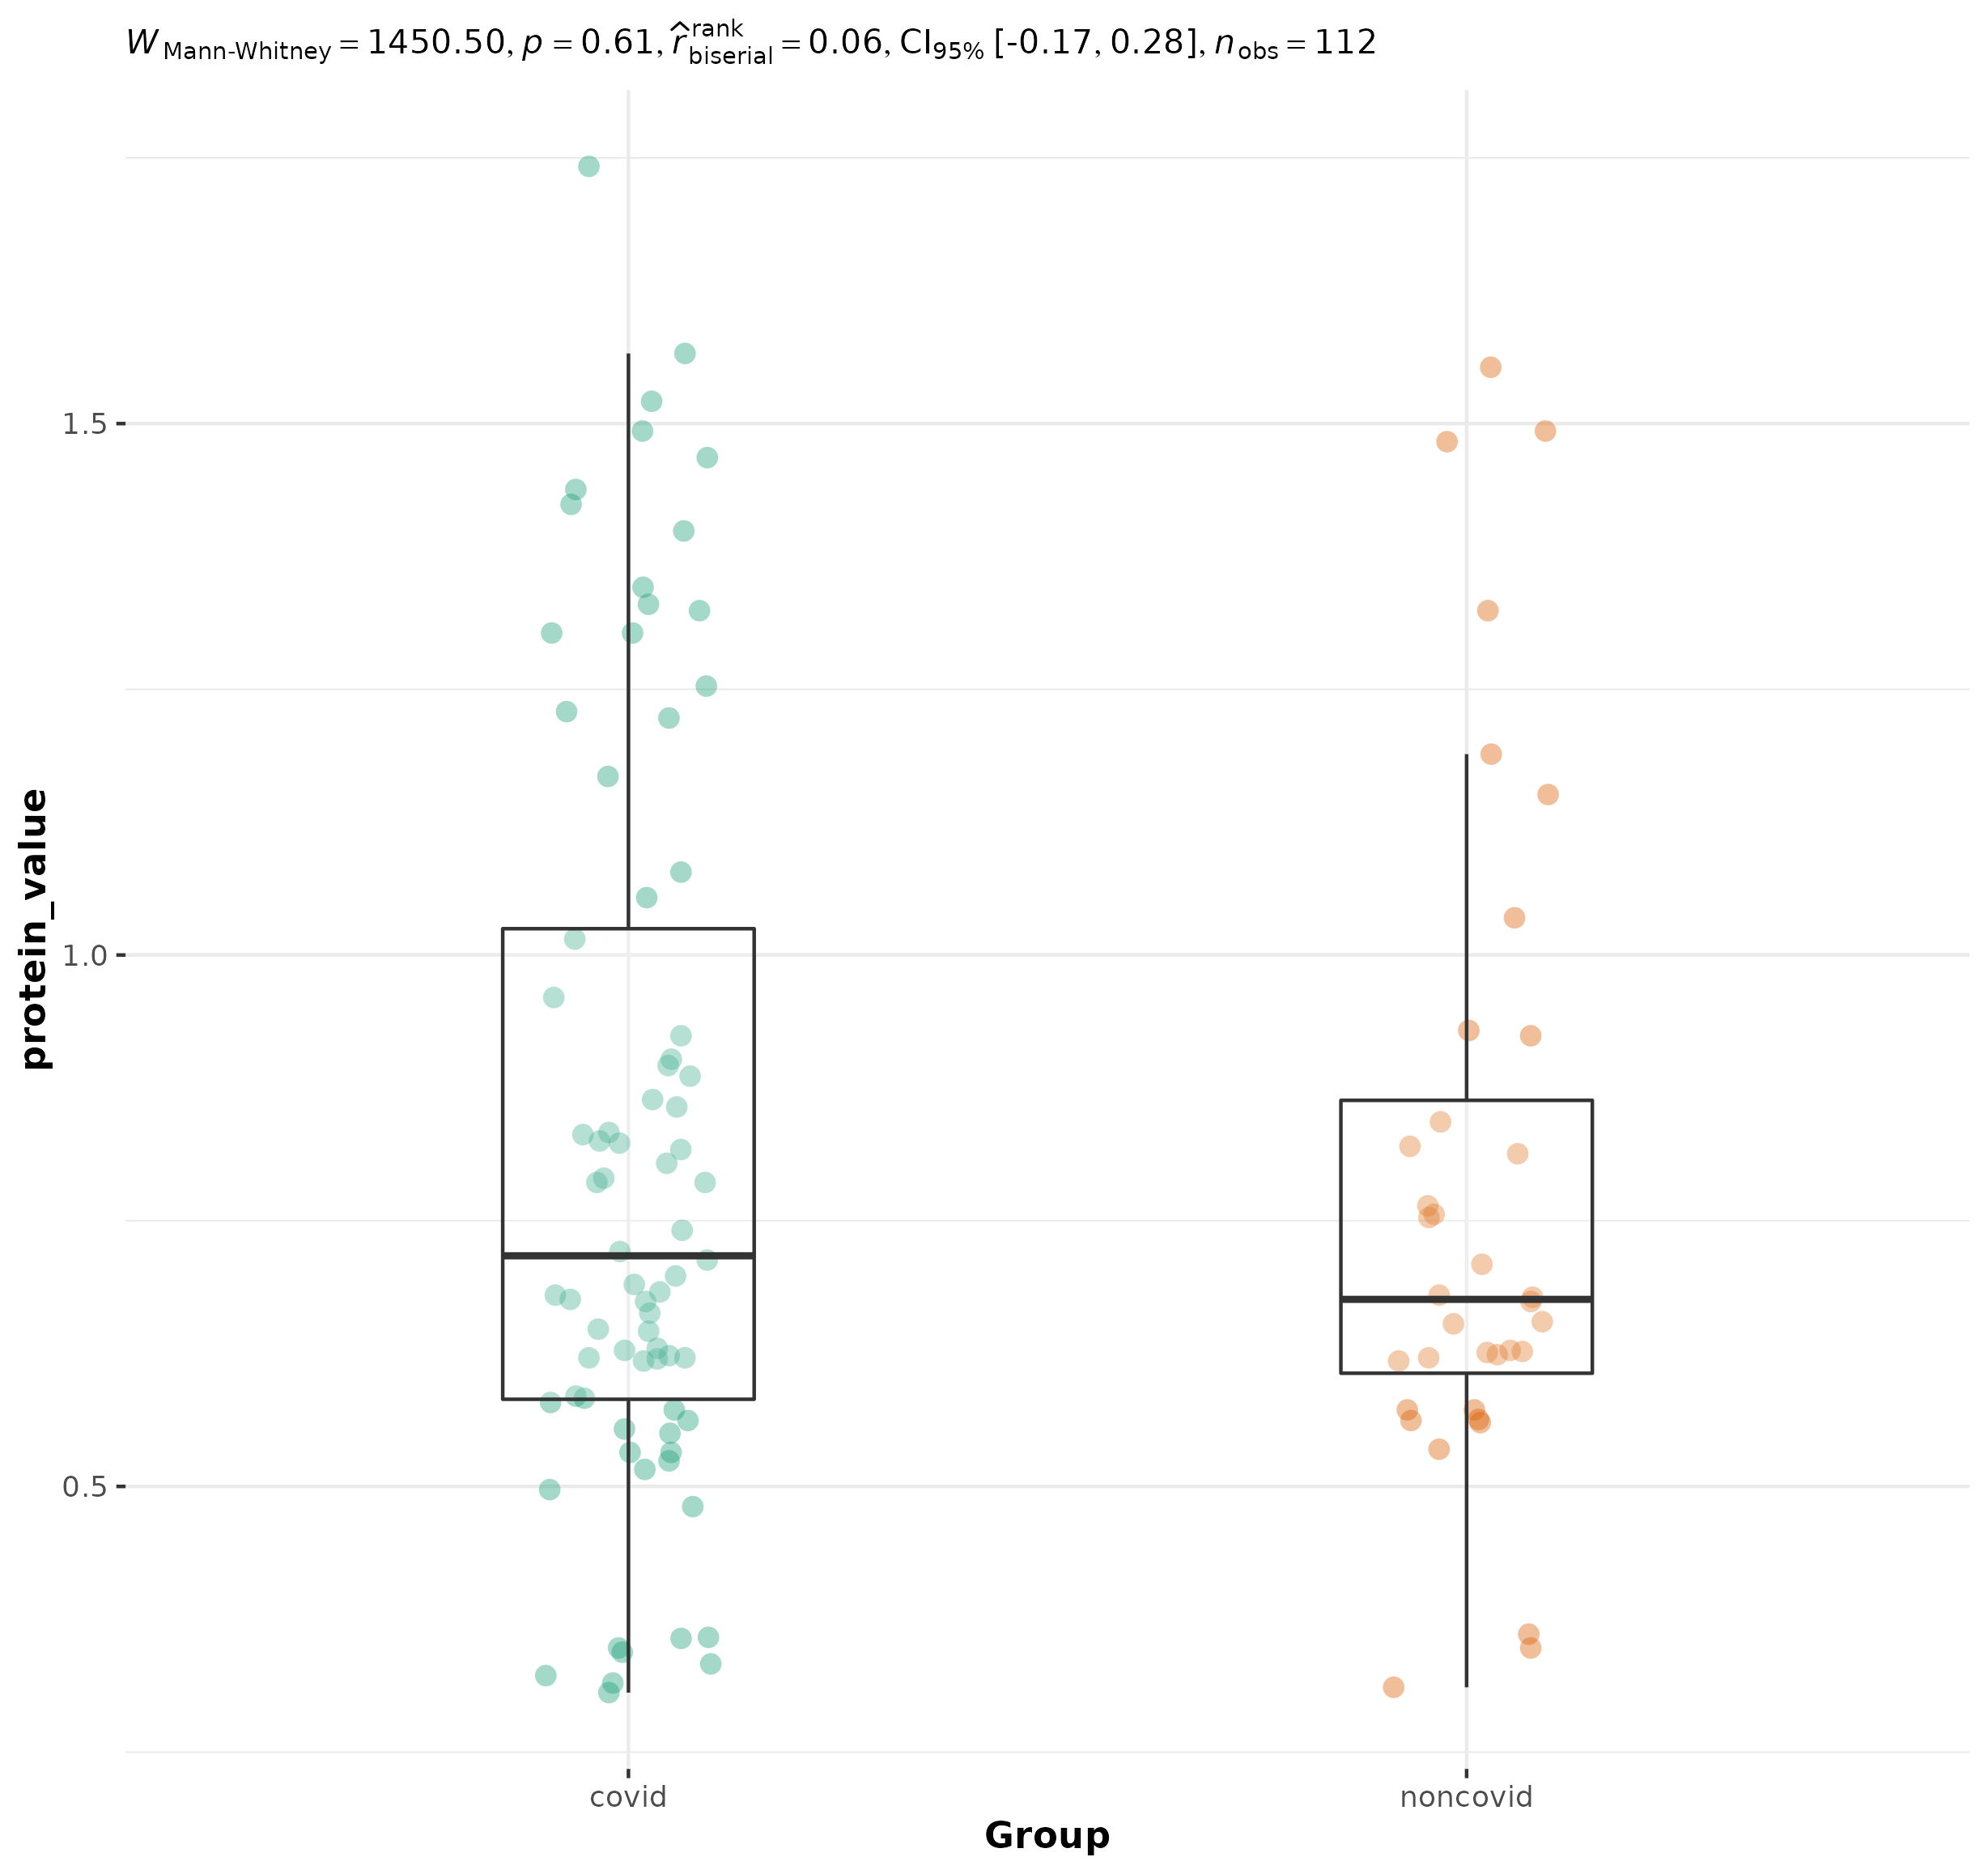 W Mann-Whitney = 1450.50, p = 0.61, r̂ rank biserial = 0.06, CI95% [-0.17, 0.28], n obs = 112
1.5
1.0
0.5
protein_value
covid noncovid
Group